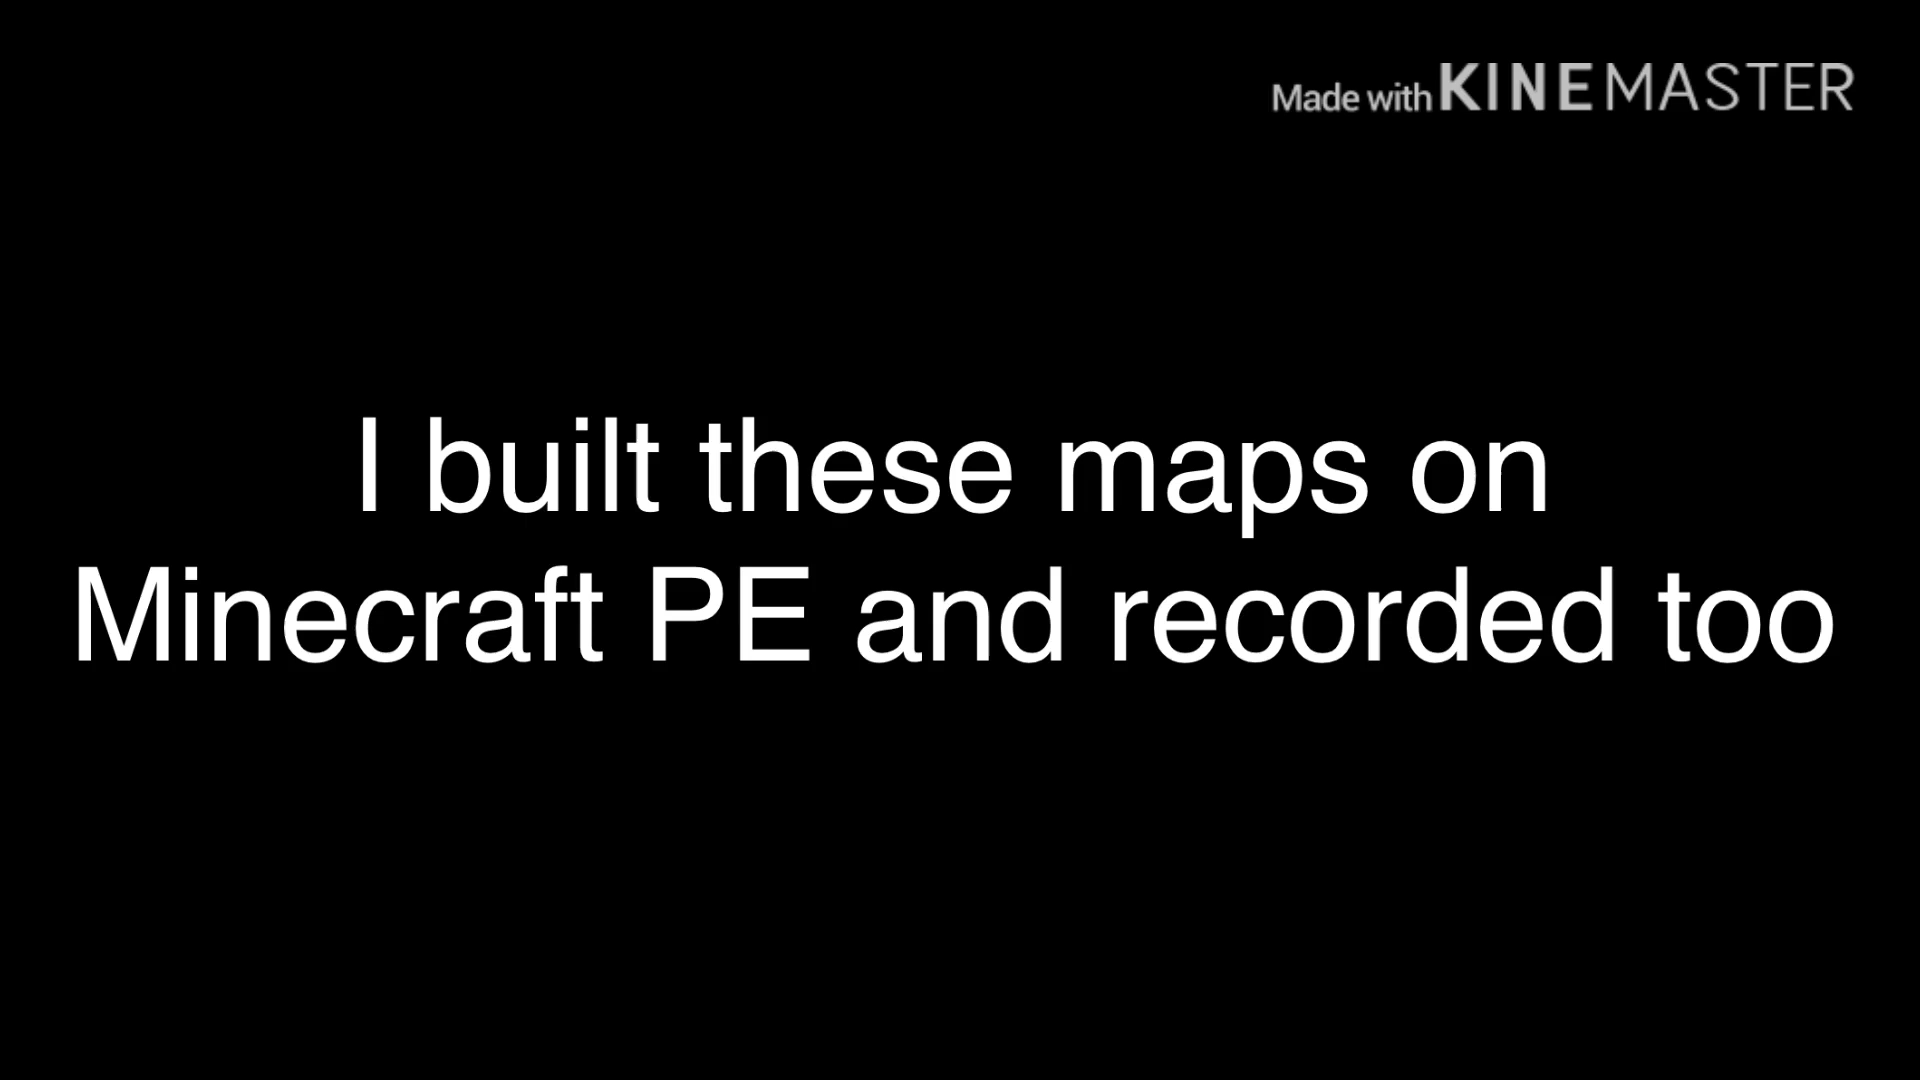 Made with KINEMASTER
I built these maps on
Minecraft PE and recorded too